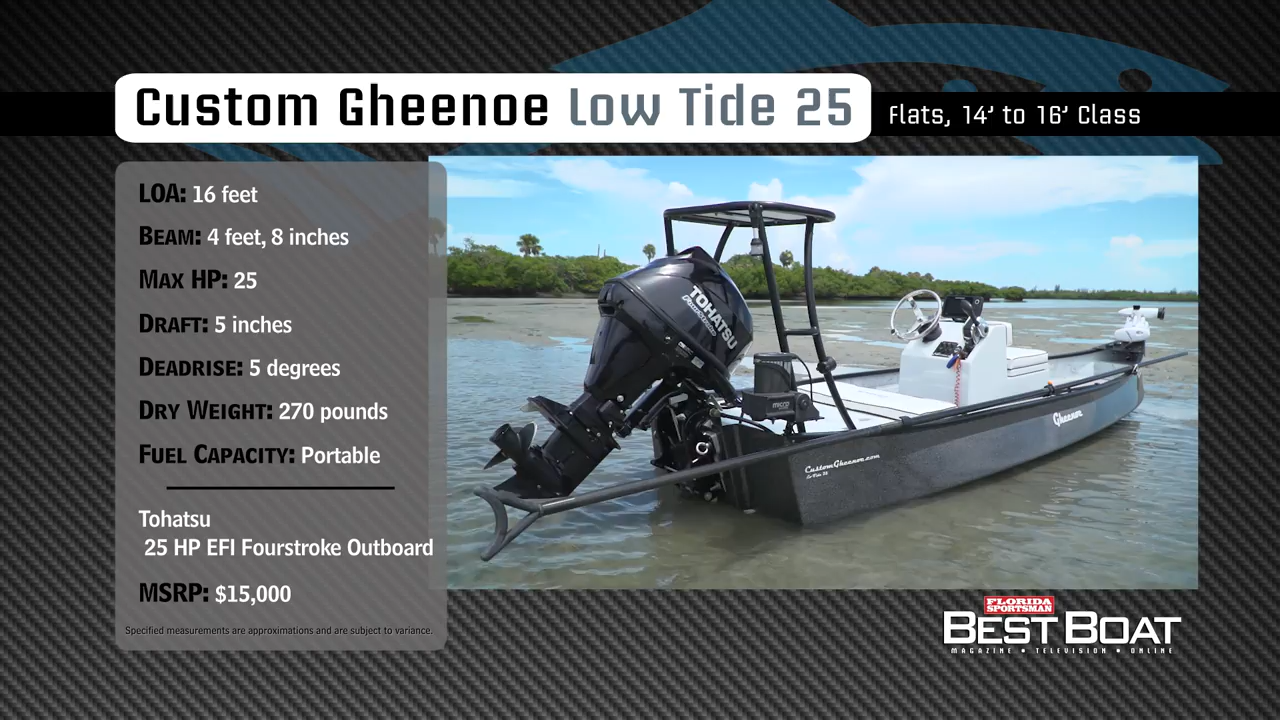 Custom Gheenoe Low Tide 25
Flats, 14’ to 16’ Class
LOA: 16 feet
BEAM: 4 feet, 8 inches
MAX HP: 25
DRAFT: 5 inches
DEADRISE: 5 degrees
DRY WEIGHT: 270 pounds
FUEL CAPACITY: Portable
Tohatsu
25 HP EFI Fourstroke Outboard
MSRP: $15,000
Specified measurements are approximations and are subject to variance.
TOHATSU
Gheenoe
MICRO
CustomGheenoe.com
FLORIDA
SPORTSMAN
BEST BOAT
MAGAZINE • TELEVISION • ONLINE